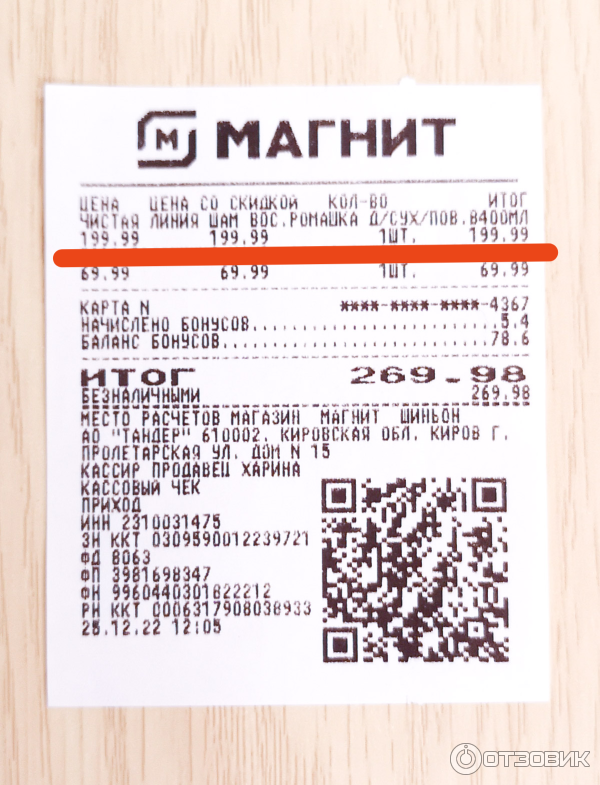 М МАГНИТ
ЦЕНА ЦЕНА СО СКИДКОЙ КОЛ-ВО ИТОГ
ЧИСТАЯ ЛИНИЯ ШАМ ВОС.РОМАШКА Д/СУХ/ПОВ.В400МЛ
199.99 199.99 1ШТ. 199.99
69.99 69.99 1ШТ. 69.99
КАРТА N ****-****-****-4367
НАЧИСЛЕНО БОНУСОВ 5.4
БАЛАНС БОНУСОВ 78.6
ИТОГ 269.98
БЕЗНАЛИЧНЫМИ 269.98
МЕСТО РАСЧЕТОВ МАГАЗИН МАГНИТ ШИНЬОН
АО "ТАНДЕР" 610002. КИРОВСКАЯ ОБЛ. КИРОВ Г.
ПРОЛЕТАРСКАЯ УЛ. ДОМ N 15
КАССИР ПРОДАВЕЦ ХАРИНА
КАССОВЫЙ ЧЕК
ПРИХОД
ИНН 2310031475
ЗН ККТ 0309590012239721
ФД 8063
ФП 3981698347
ФН 9960440301822212
РН ККТ 0006317908038933
25.12.22 12:05
ОТЗОВИК